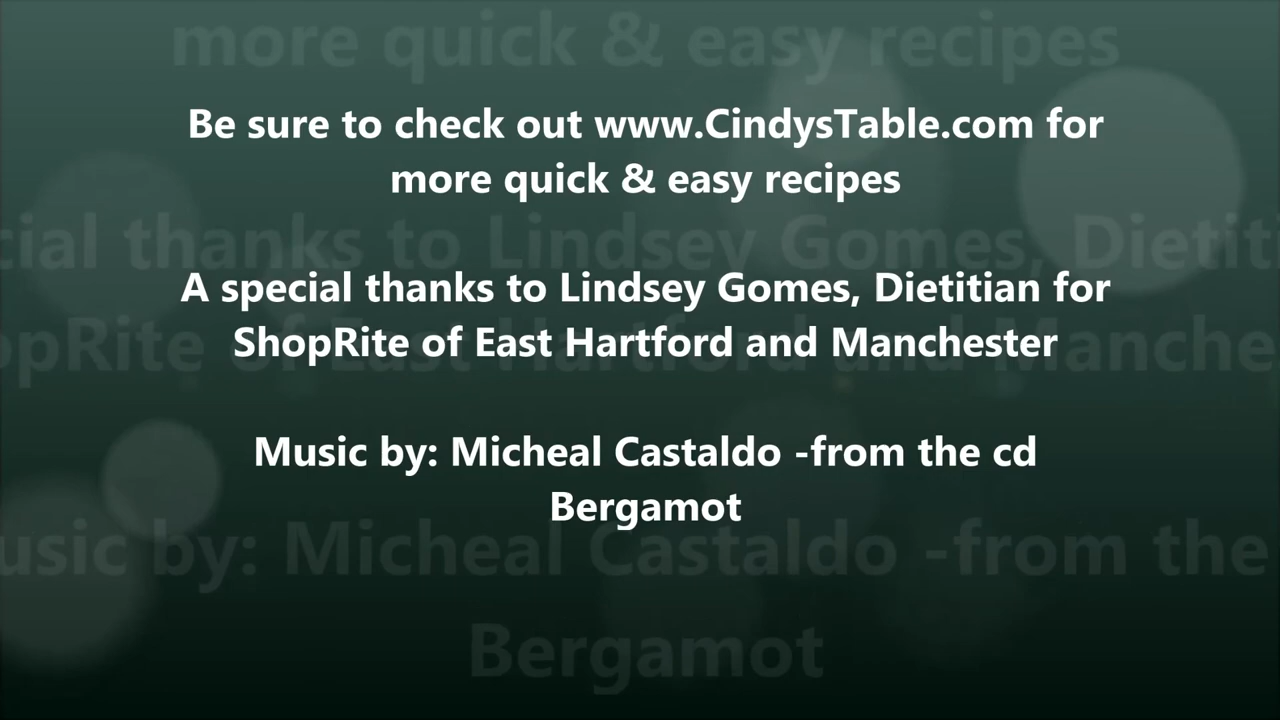 Be sure to check out www.CindysTable.com for
more quick & easy recipes
A special thanks to Lindsey Gomes, Dietitian for
ShopRite of East Hartford and Manchester
Music by: Micheal Castaldo -from the cd
Bergamot